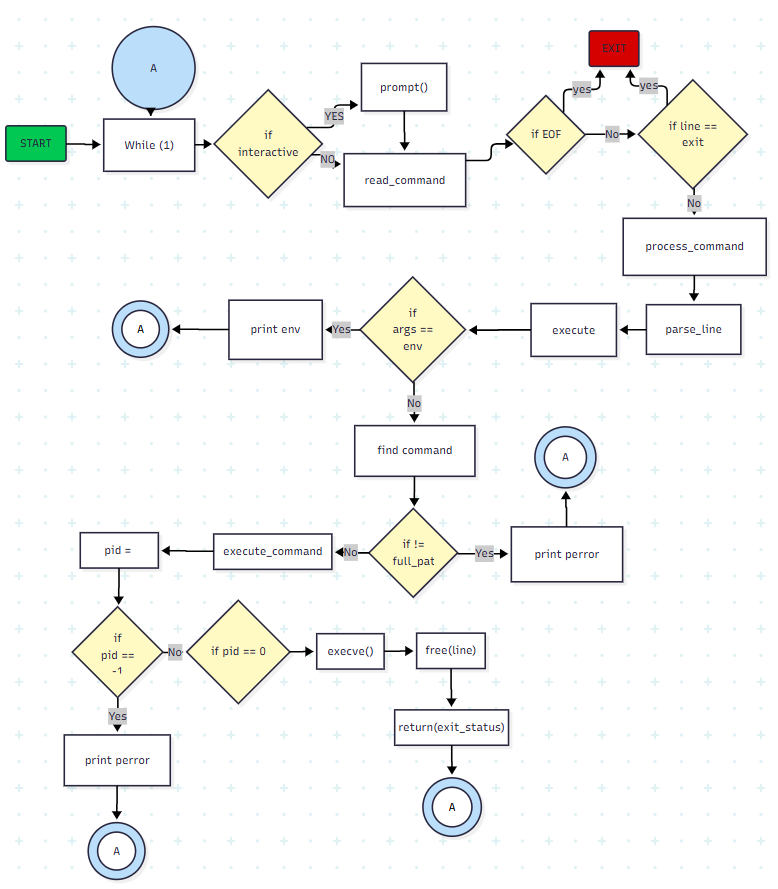 A
EXIT
START
While (1)
if
interactive
YES
NO
prompt()
read_command
if EOF
yes
No
if line ==
exit
yes
No
process_command
parse_line
execute
if
args ==
env
Yes
print env
A
No
find command
if !=
full_pat
Yes
print perror
A
No
execute_command
pid =
if
pid ==
-1
No
if pid == 0
execve()
free(line)
return(exit_status)
A
Yes
print perror
A